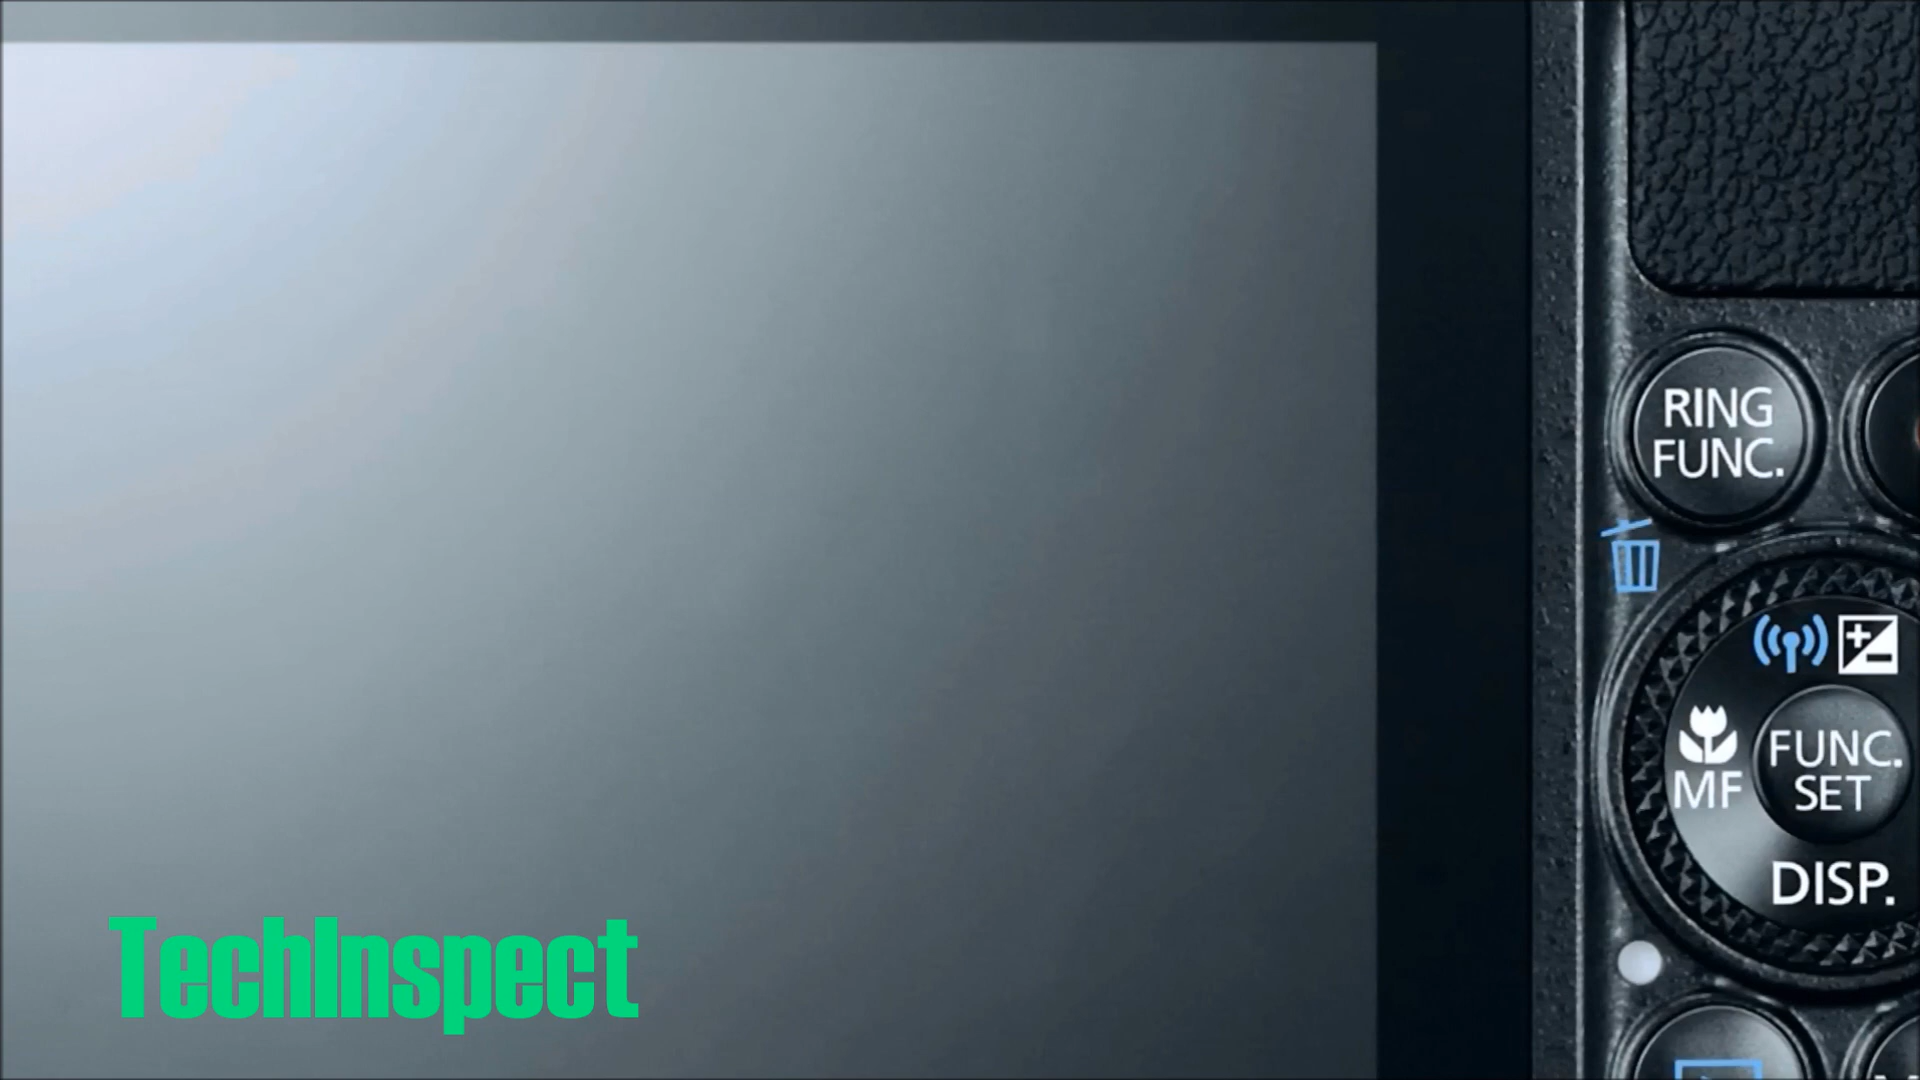 RING
FUNC.
MF
FUNC.
SET
DISP.
TechInspect